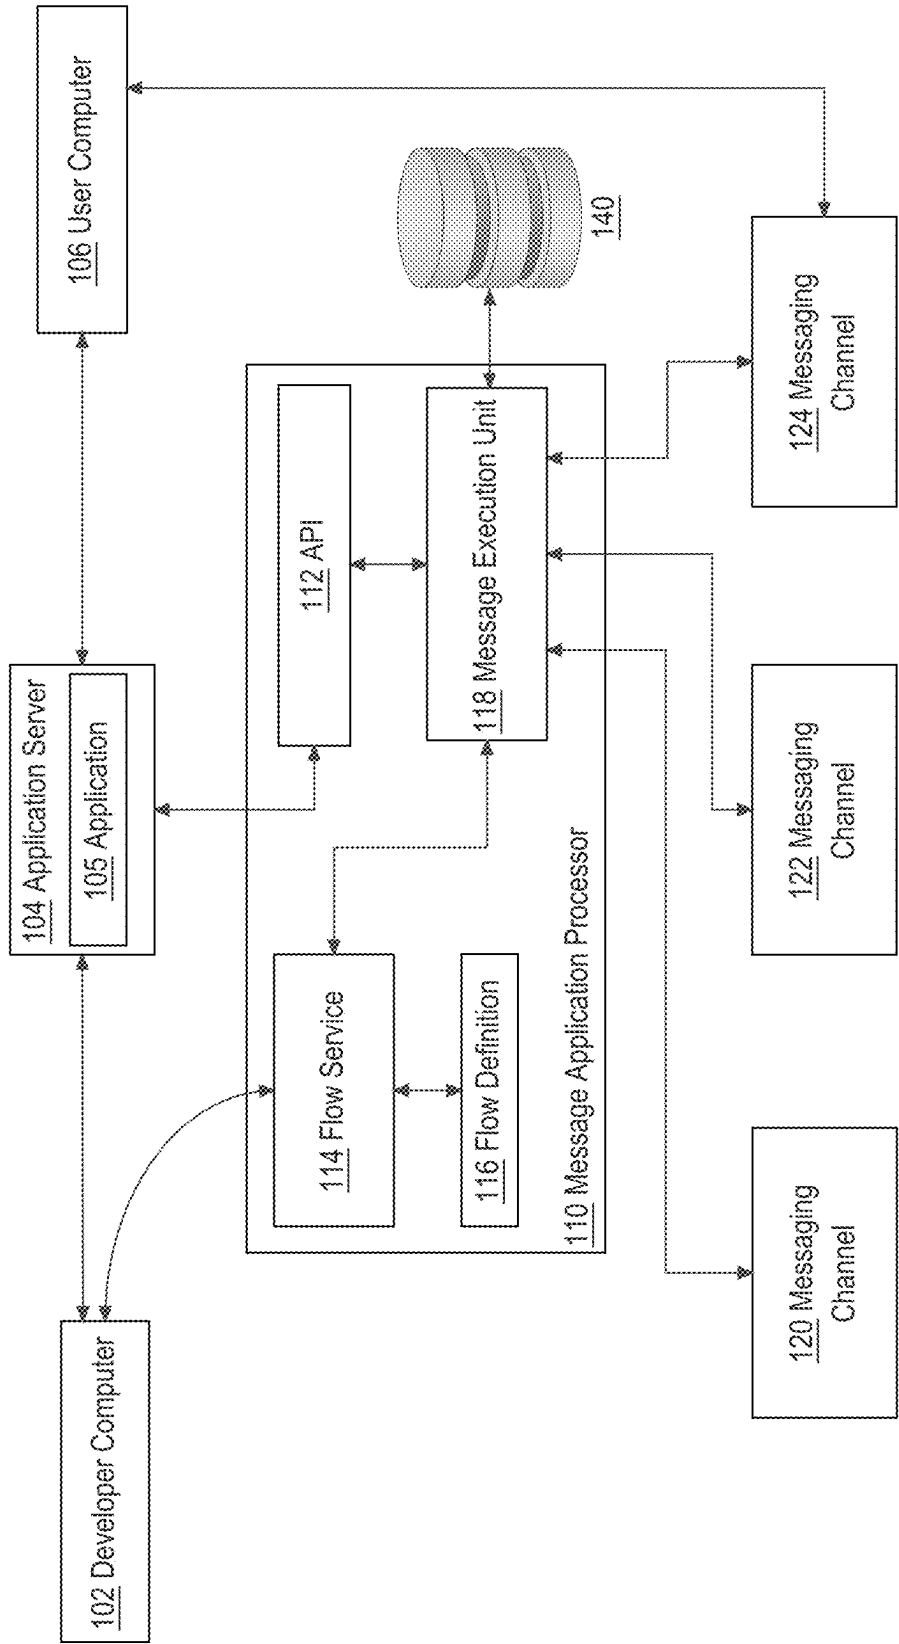 104 Application Server
105 Application
102 Developer Computer
106 User Computer
114 Flow Service
112 API
116 Flow Definition
118 Message Execution Unit
140
110 Message Application Processor
120 Messaging
Channel
122 Messaging
Channel
124 Messaging
Channel